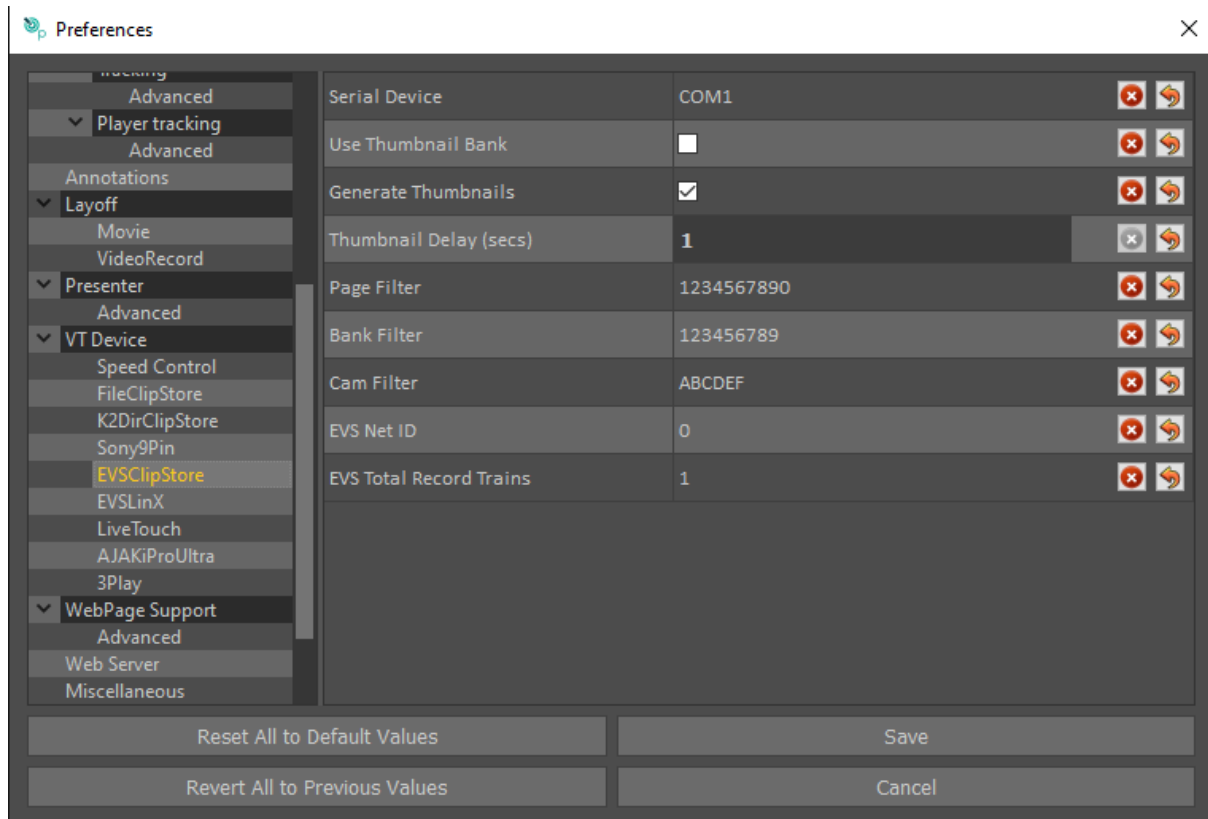 Preferences
Tracking
Advanced
Player tracking
Advanced
Annotations
Layoff
Movie
VideoRecord
Presenter
Advanced
VT Device
Speed Control
FileClipStore
K2DirClipStore
Sony9Pin
EVSClipStore
EVSLinX
LiveTouch
AJAKiProUltra
3Play
WebPage Support
Advanced
Web Server
Miscellaneous
Serial Device COM1
Use Thumbnail Bank
Generate Thumbnails
Thumbnail Delay (secs) 1
Page Filter 1234567890
Bank Filter 123456789
Cam Filter ABCDEF
EVS Net ID 0
EVS Total Record Trains 1
Reset All to Default Values Save
Revert All to Previous Values Cancel